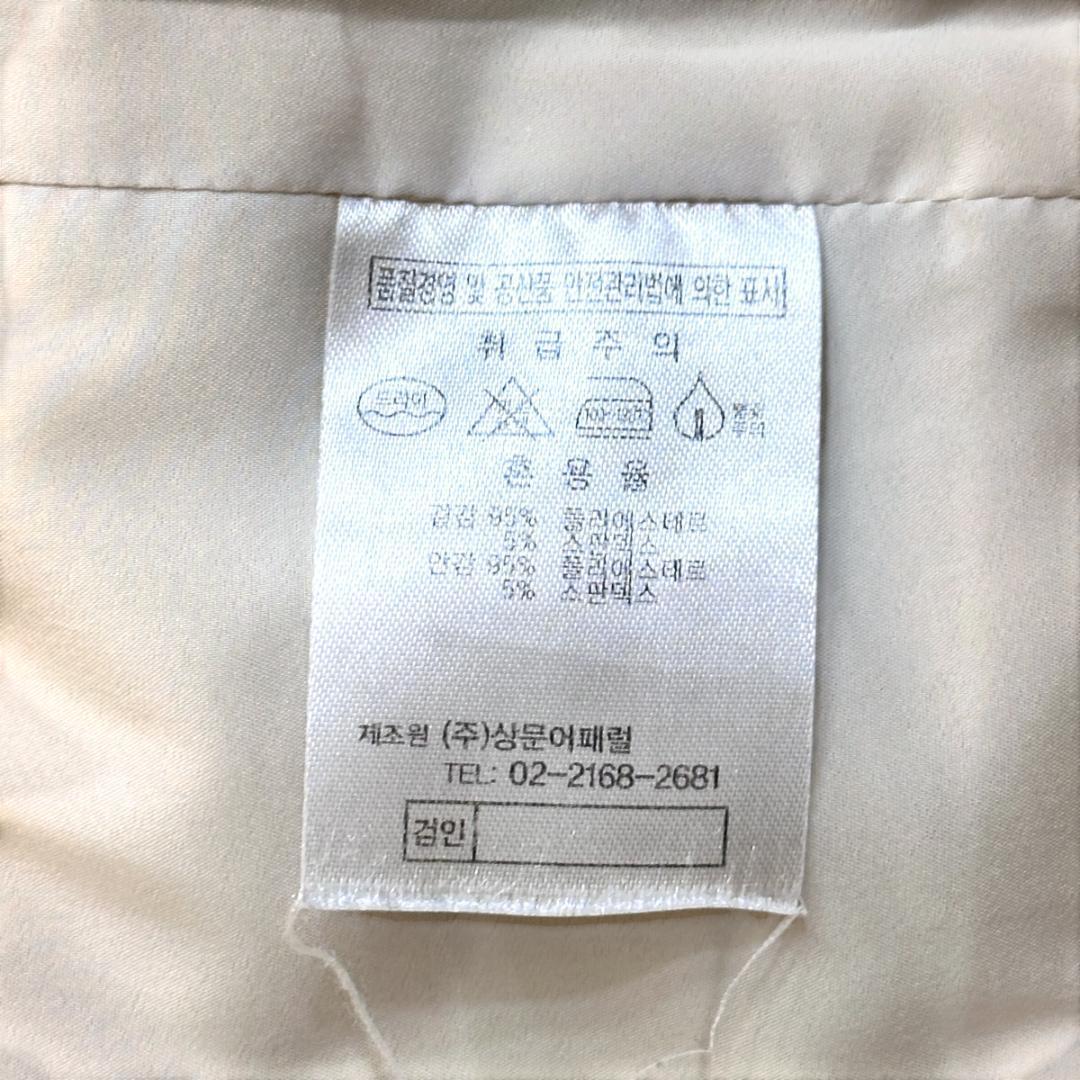 품질경영 및 공산품 안전관리법에 의한 표시
취급주의
드라이
혼용율
겉감 95% 폴리에스테르
5% 스판덱스
안감 95% 폴리에스테르
5% 스판덱스
제조원 (주)상문어패럴
TEL: 02-2168-2681
검인